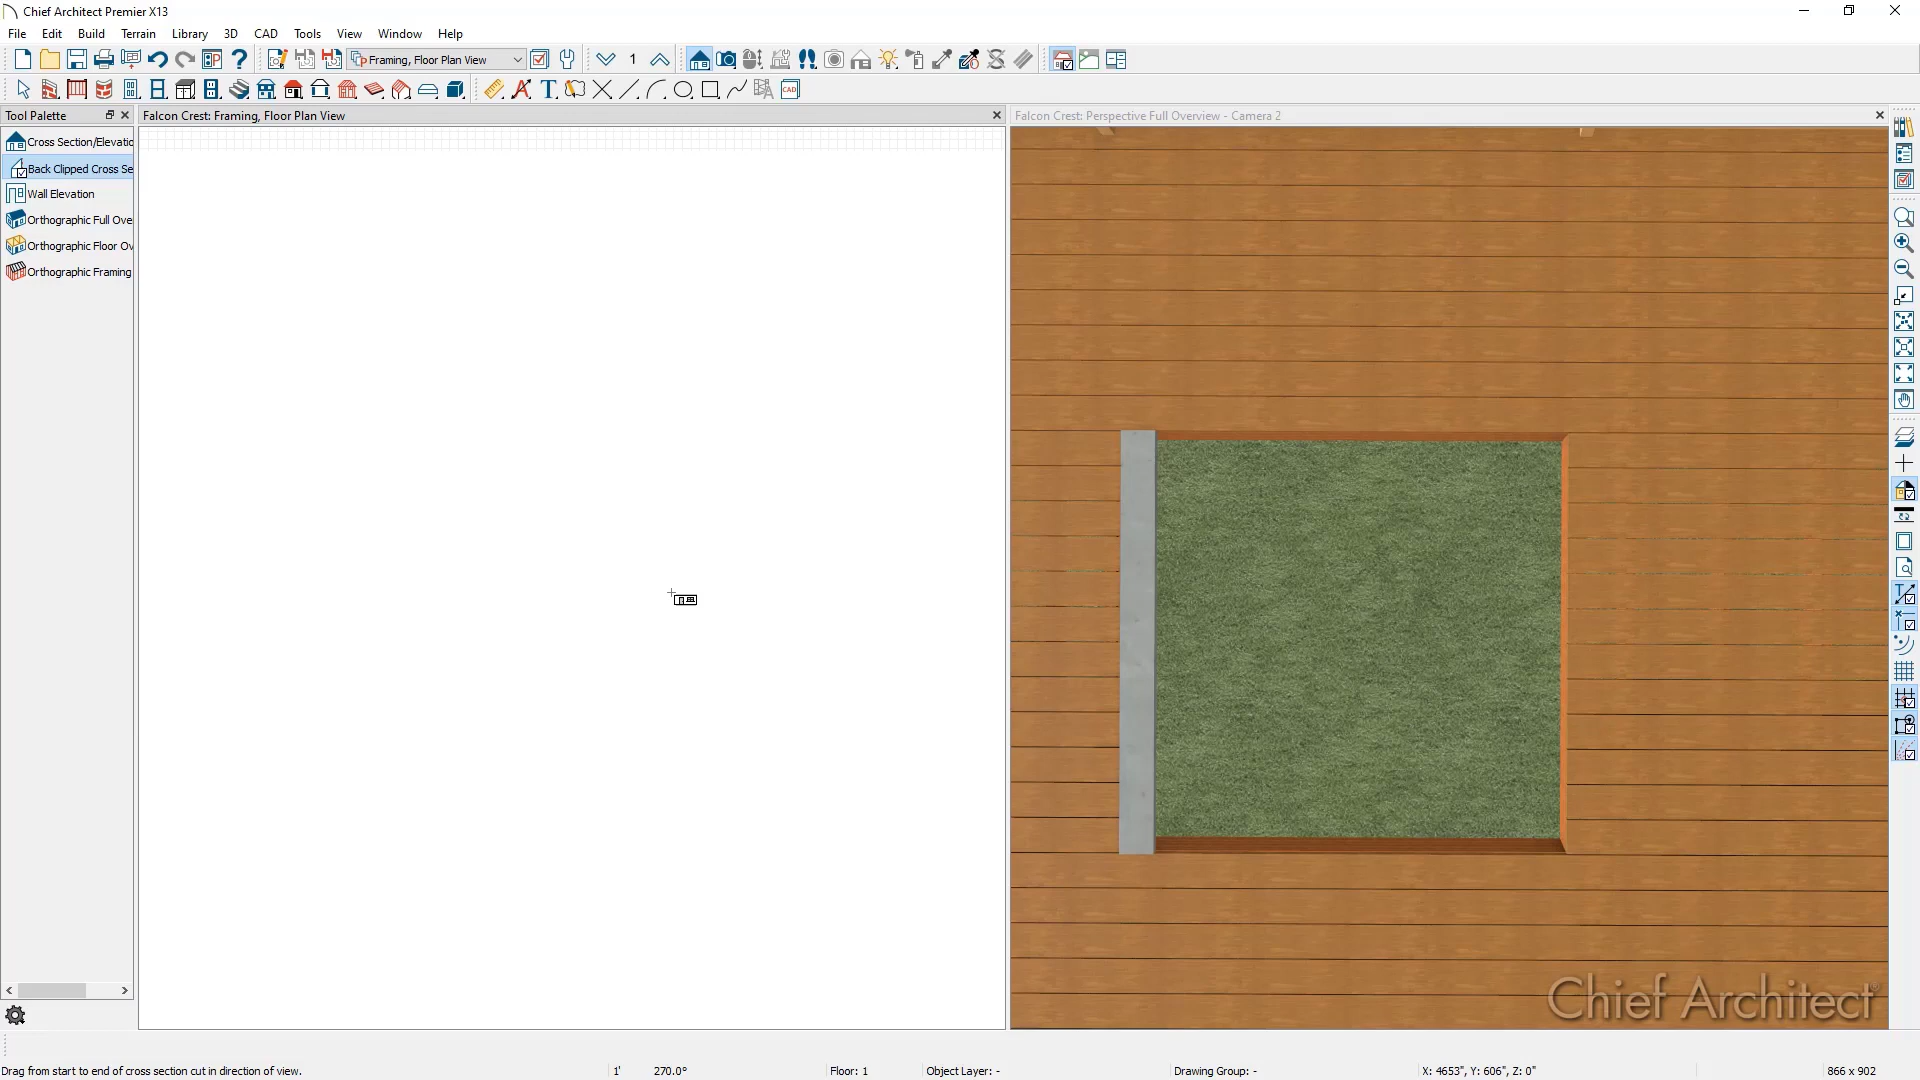 Chief Architect Premier X13
File Edit Build Terrain Library 3D CAD Tools View Window Help
Framing, Floor Plan View 1
CAD
Tool Palette
Falcon Crest: Framing, Floor Plan View
Falcon Crest: Perspective Full Overview - Camera 2
Cross Section/Elevatio
Back Clipped Cross Se
Wall Elevation
Orthographic Full Ove
Orthographic Floor Ov
Orthographic Framing
Chief Architect
Drag from start to end of cross section cut in direction of view. 1' 270.0° Floor: 1 Object Layer: - Drawing Group: - X: 4653", Y: 606", Z: 0" 866 x 902